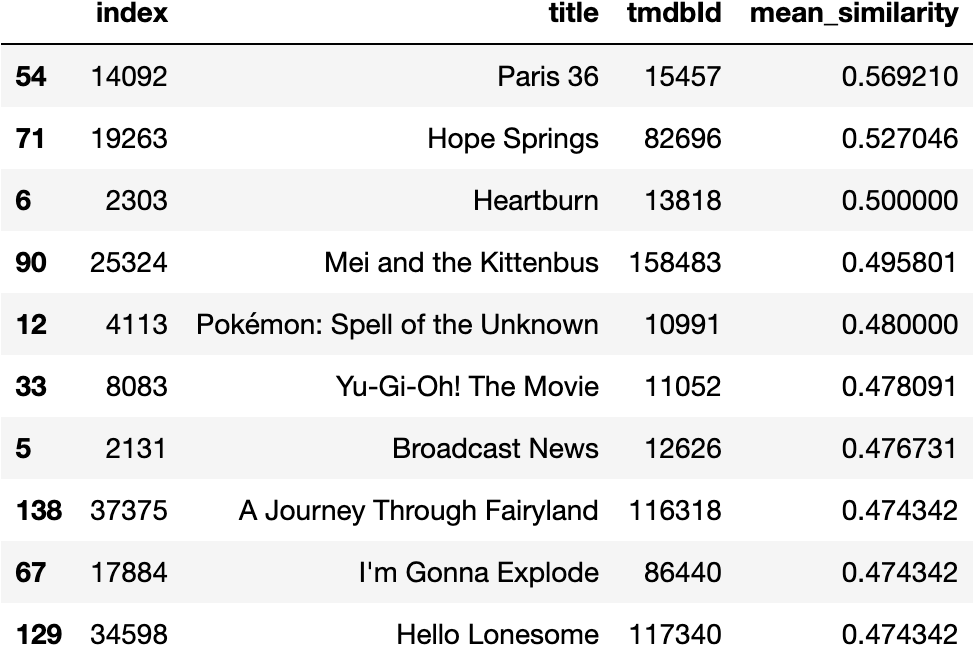 index title tmdbId mean_similarity
54 14092 Paris 36 15457 0.569210
71 19263 Hope Springs 82696 0.527046
6 2303 Heartburn 13818 0.500000
90 25324 Mei and the Kittenbus 158483 0.495801
12 4113 Pokémon: Spell of the Unknown 10991 0.480000
33 8083 Yu-Gi-Oh! The Movie 11052 0.478091
5 2131 Broadcast News 12626 0.476731
138 37375 A Journey Through Fairyland 116318 0.474342
67 17884 I'm Gonna Explode 86440 0.474342
129 34598 Hello Lonesome 117340 0.474342